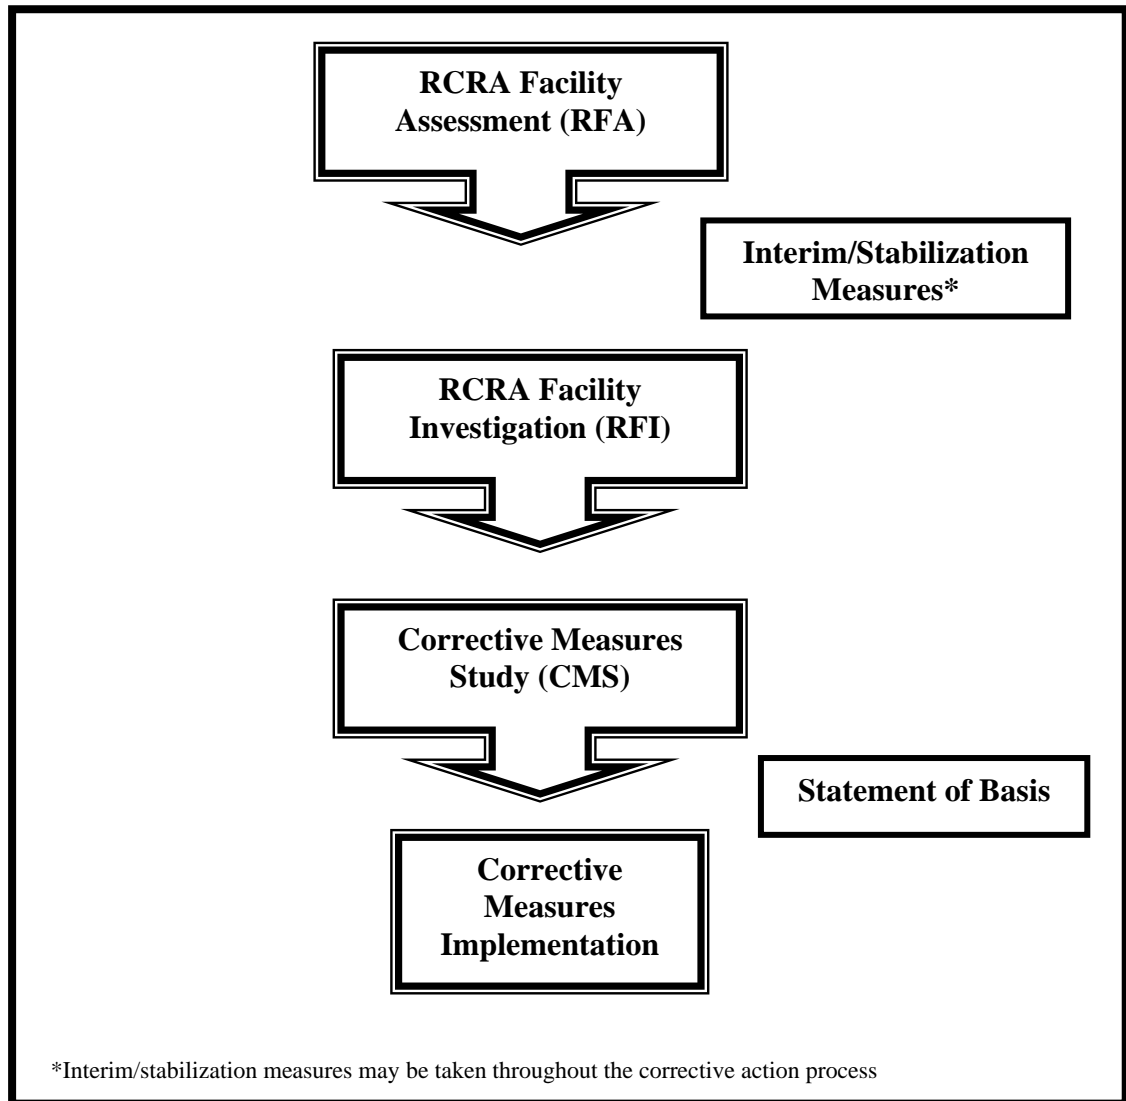 RCRA Facility
Assessment (RFA)
Interim/Stabilization
Measures*
RCRA Facility
Investigation (RFI)
Corrective Measures
Study (CMS)
Statement of Basis
Corrective
Measures
Implementation
*Interim/stabilization measures may be taken throughout the corrective action process